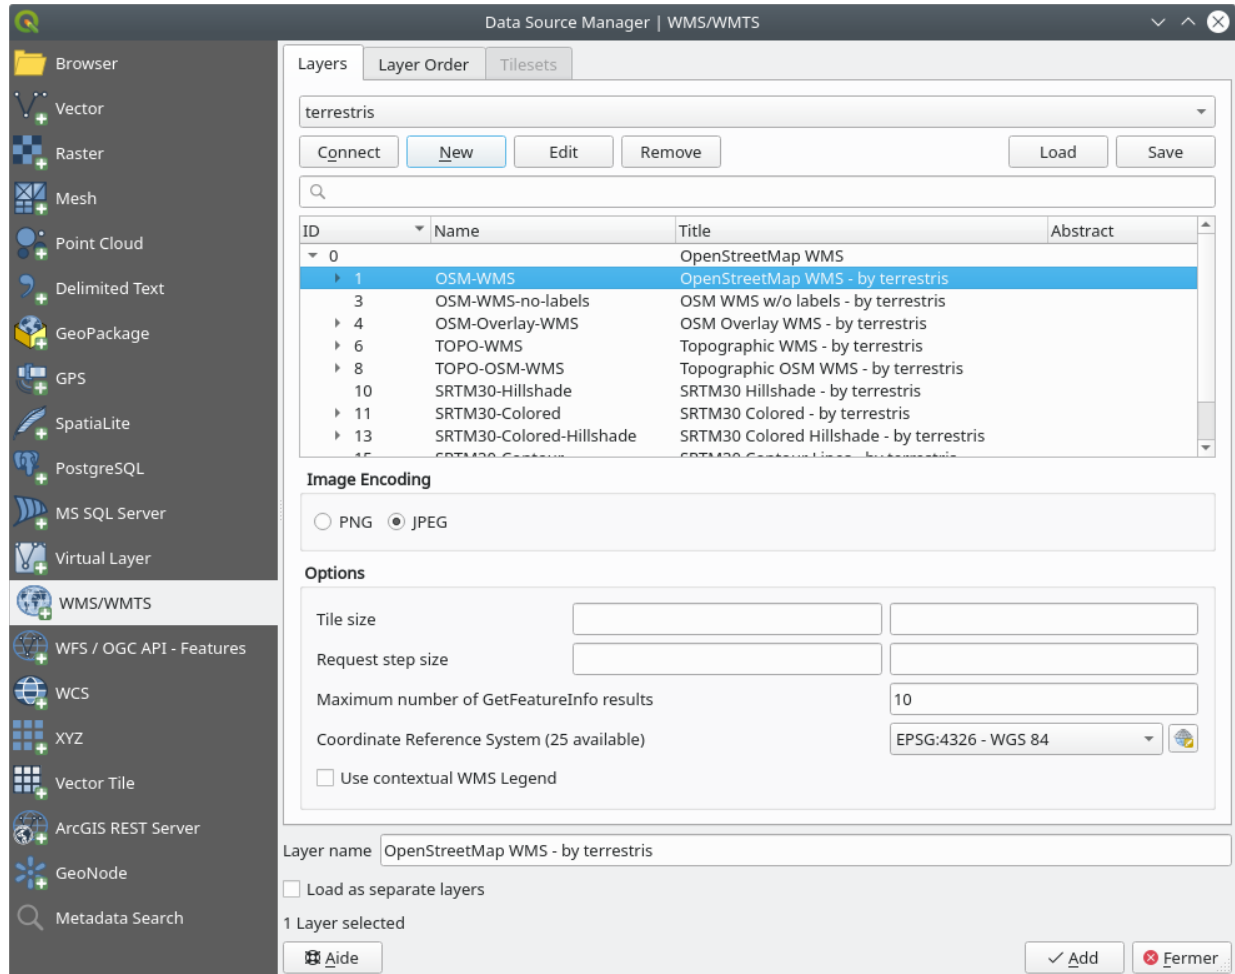 Data Source Manager | WMS/WMTS
Browser
Vector
Raster
Mesh
Point Cloud
Delimited Text
GeoPackage
GPS
SpatiaLite
PostgreSQL
MS SQL Server
Virtual Layer
WMS/WMTS
WFS / OGC API - Features
WCS
XYZ
Vector Tile
ArcGIS REST Server
GeoNode
Metadata Search
Layers Layer Order Tilesets
terrestris
Connect New Edit Remove Load Save
ID Name Title Abstract
0 OpenStreetMap WMS
1 OSM-WMS OpenStreetMap WMS - by terrestris
3 OSM-WMS-no-labels OSM WMS w/o labels - by terrestris
4 OSM-Overlay-WMS OSM Overlay WMS - by terrestris
6 TOPO-WMS Topographic WMS - by terrestris
8 TOPO-OSM-WMS Topographic OSM WMS - by terrestris
10 SRTM30-Hillshade SRTM30 Hillshade - by terrestris
11 SRTM30-Colored SRTM30 Colored - by terrestris
13 SRTM30-Colored-Hillshade SRTM30 Colored Hillshade - by terrestris
15 SRTM30-Contour SRTM30 Contour Lines - by terrestris
Image Encoding
PNG JPEG
Options
Tile size
Request step size
Maximum number of GetFeatureInfo results 10
Coordinate Reference System (25 available) EPSG:4326 - WGS 84
Use contextual WMS Legend
Layer name OpenStreetMap WMS - by terrestris
Load as separate layers
1 Layer selected
Aide Add Fermer